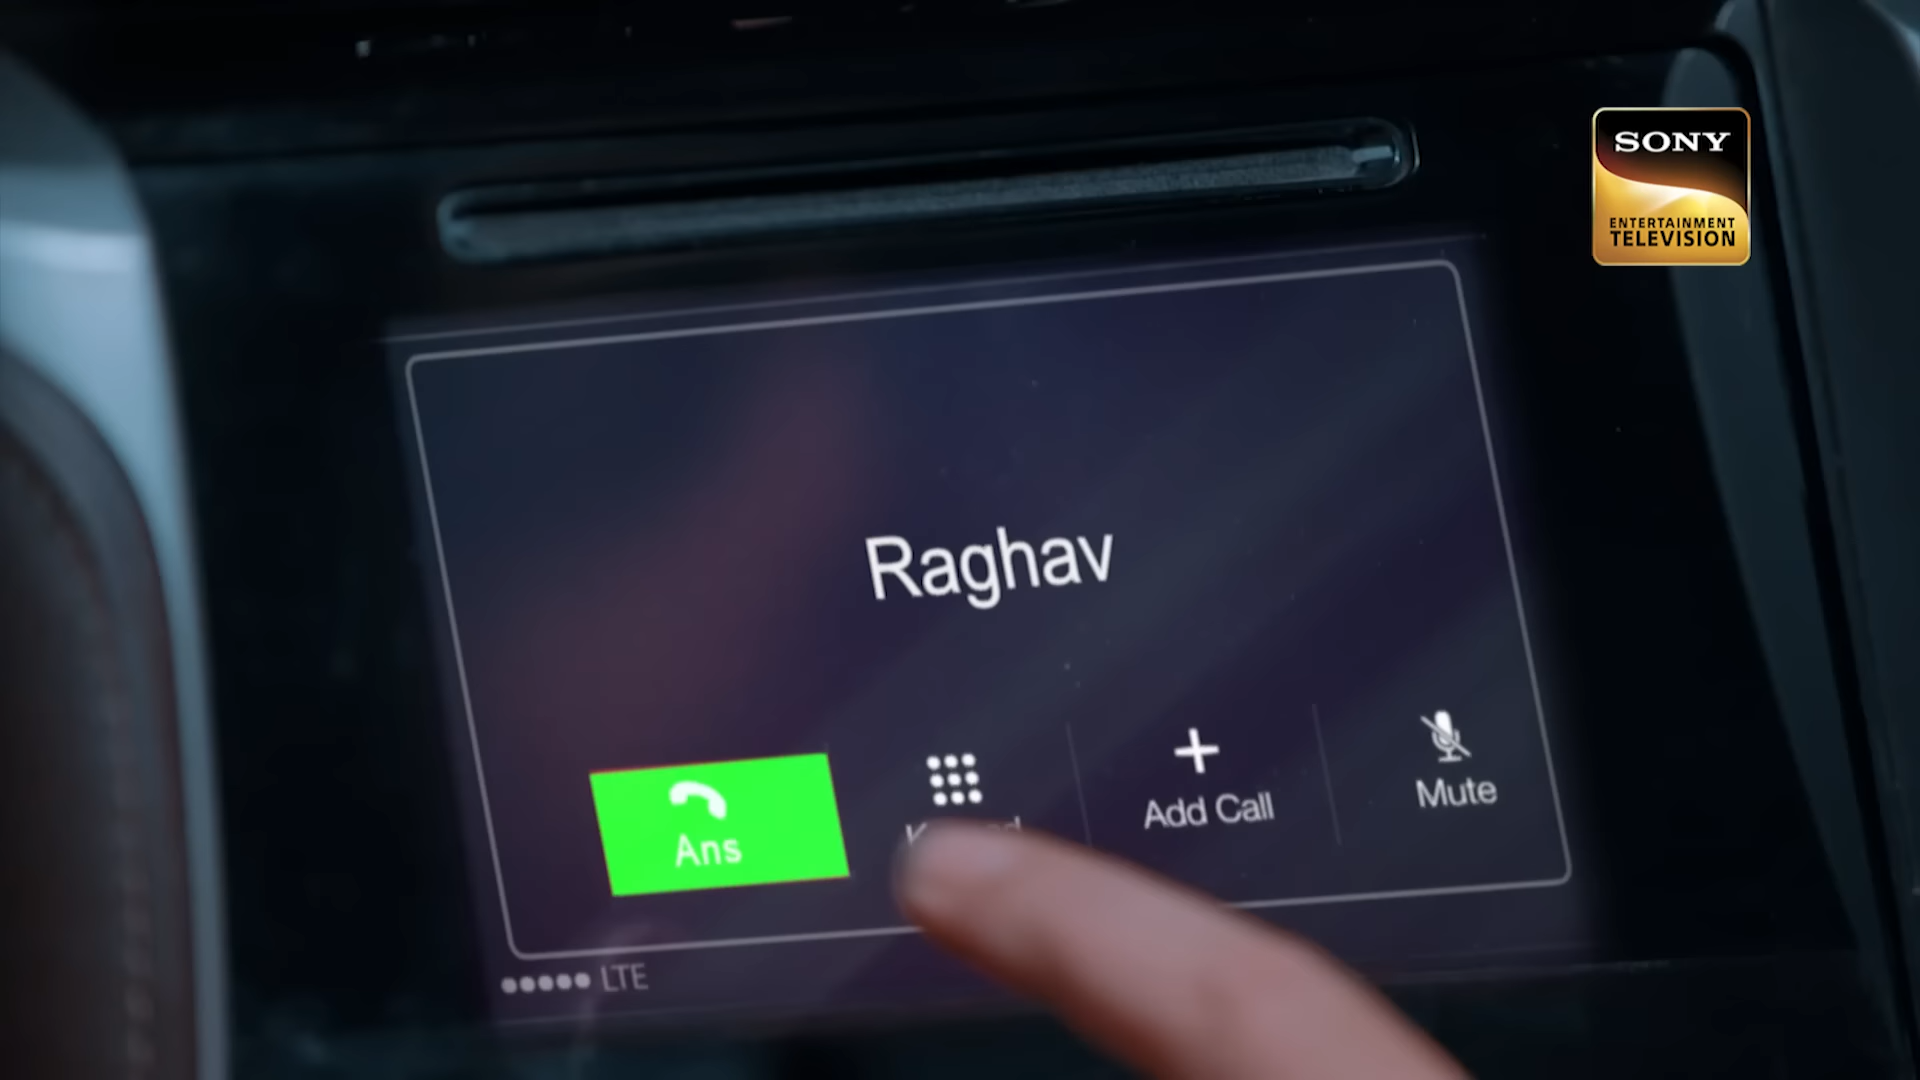 SONY
ENTERTAINMENT
TELEVISION
Raghav
Ans
Add Call
Mute
LTE